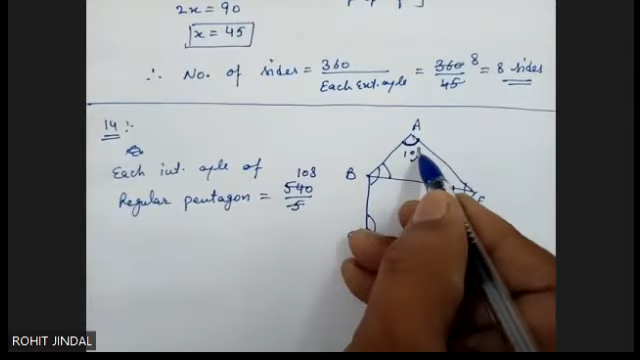 2x = 90
x = 45
∴ No. of sides = 360 / Each Ext. angle = 360 / 45 8 = 8 sides
14 :-
A
Each int. angle of
108
Regular pentagon = 540 / 5
B
108
E
ROHIT JINDAL